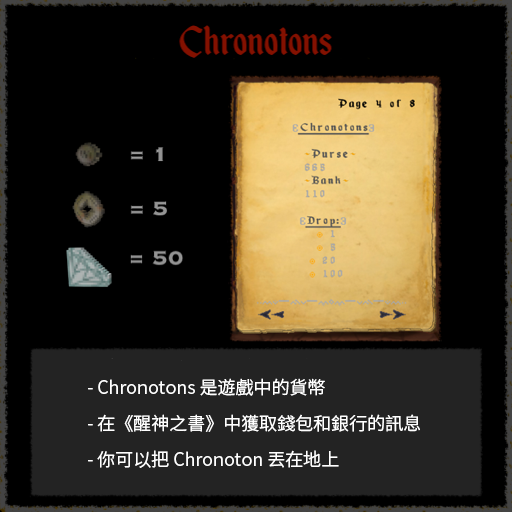 Chronotons
= 1
= 5
= 50
Page 4 of 8
Chronotons
-Purse-
663
-Bank-
110
Drop:
1
5
20
100
- Chronotons 是遊戲中的貨幣
- 在《醒神之書》中獲取錢包和銀行的訊息
- 你可以把 Chronoton 丟在地上